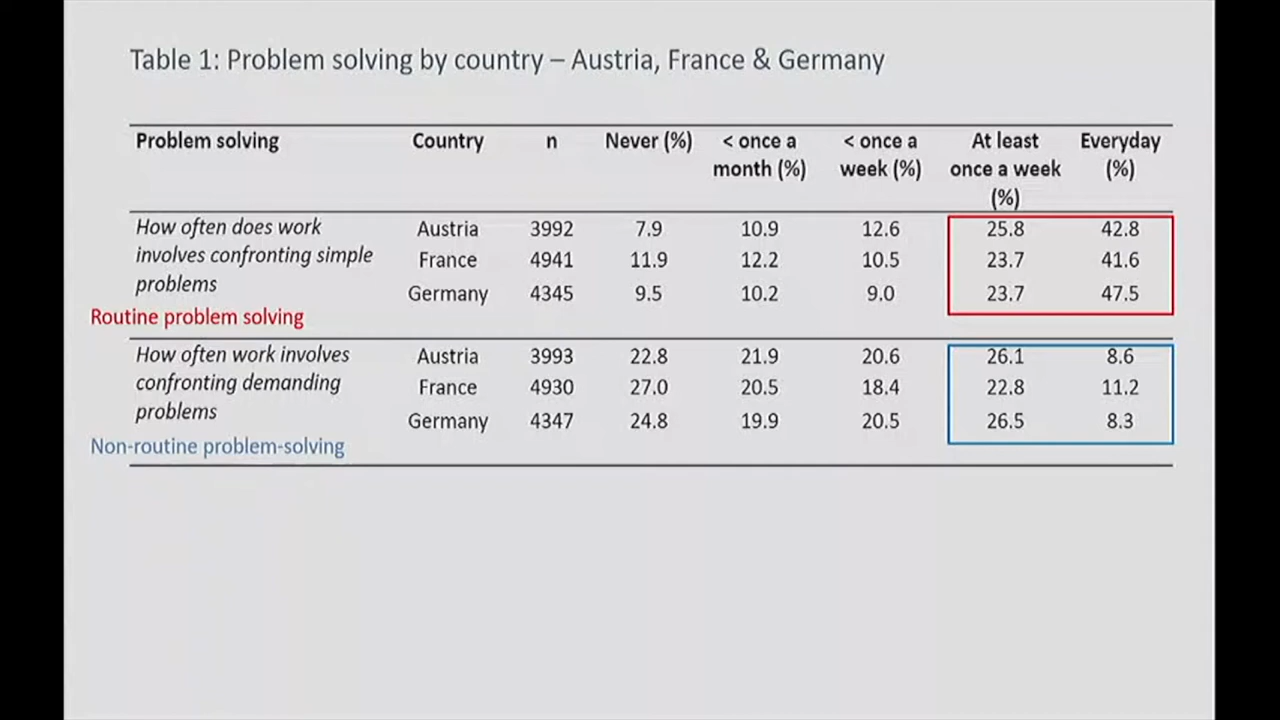 Table 1: Problem solving by country – Austria, France & Germany
Problem solving Country n Never (%) < once a < once a At least Everyday
month (%) week (%) once a week (%)
(%)
How often does work Austria 3992 7.9 10.9 12.6 25.8 42.8
involves confronting simple France 4941 11.9 12.2 10.5 23.7 41.6
problems Germany 4345 9.5 10.2 9.0 23.7 47.5
Routine problem solving
How often work involves Austria 3993 22.8 21.9 20.6 26.1 8.6
confronting demanding France 4930 27.0 20.5 18.4 22.8 11.2
problems Germany 4347 24.8 19.9 20.5 26.5 8.3
Non-routine problem-solving